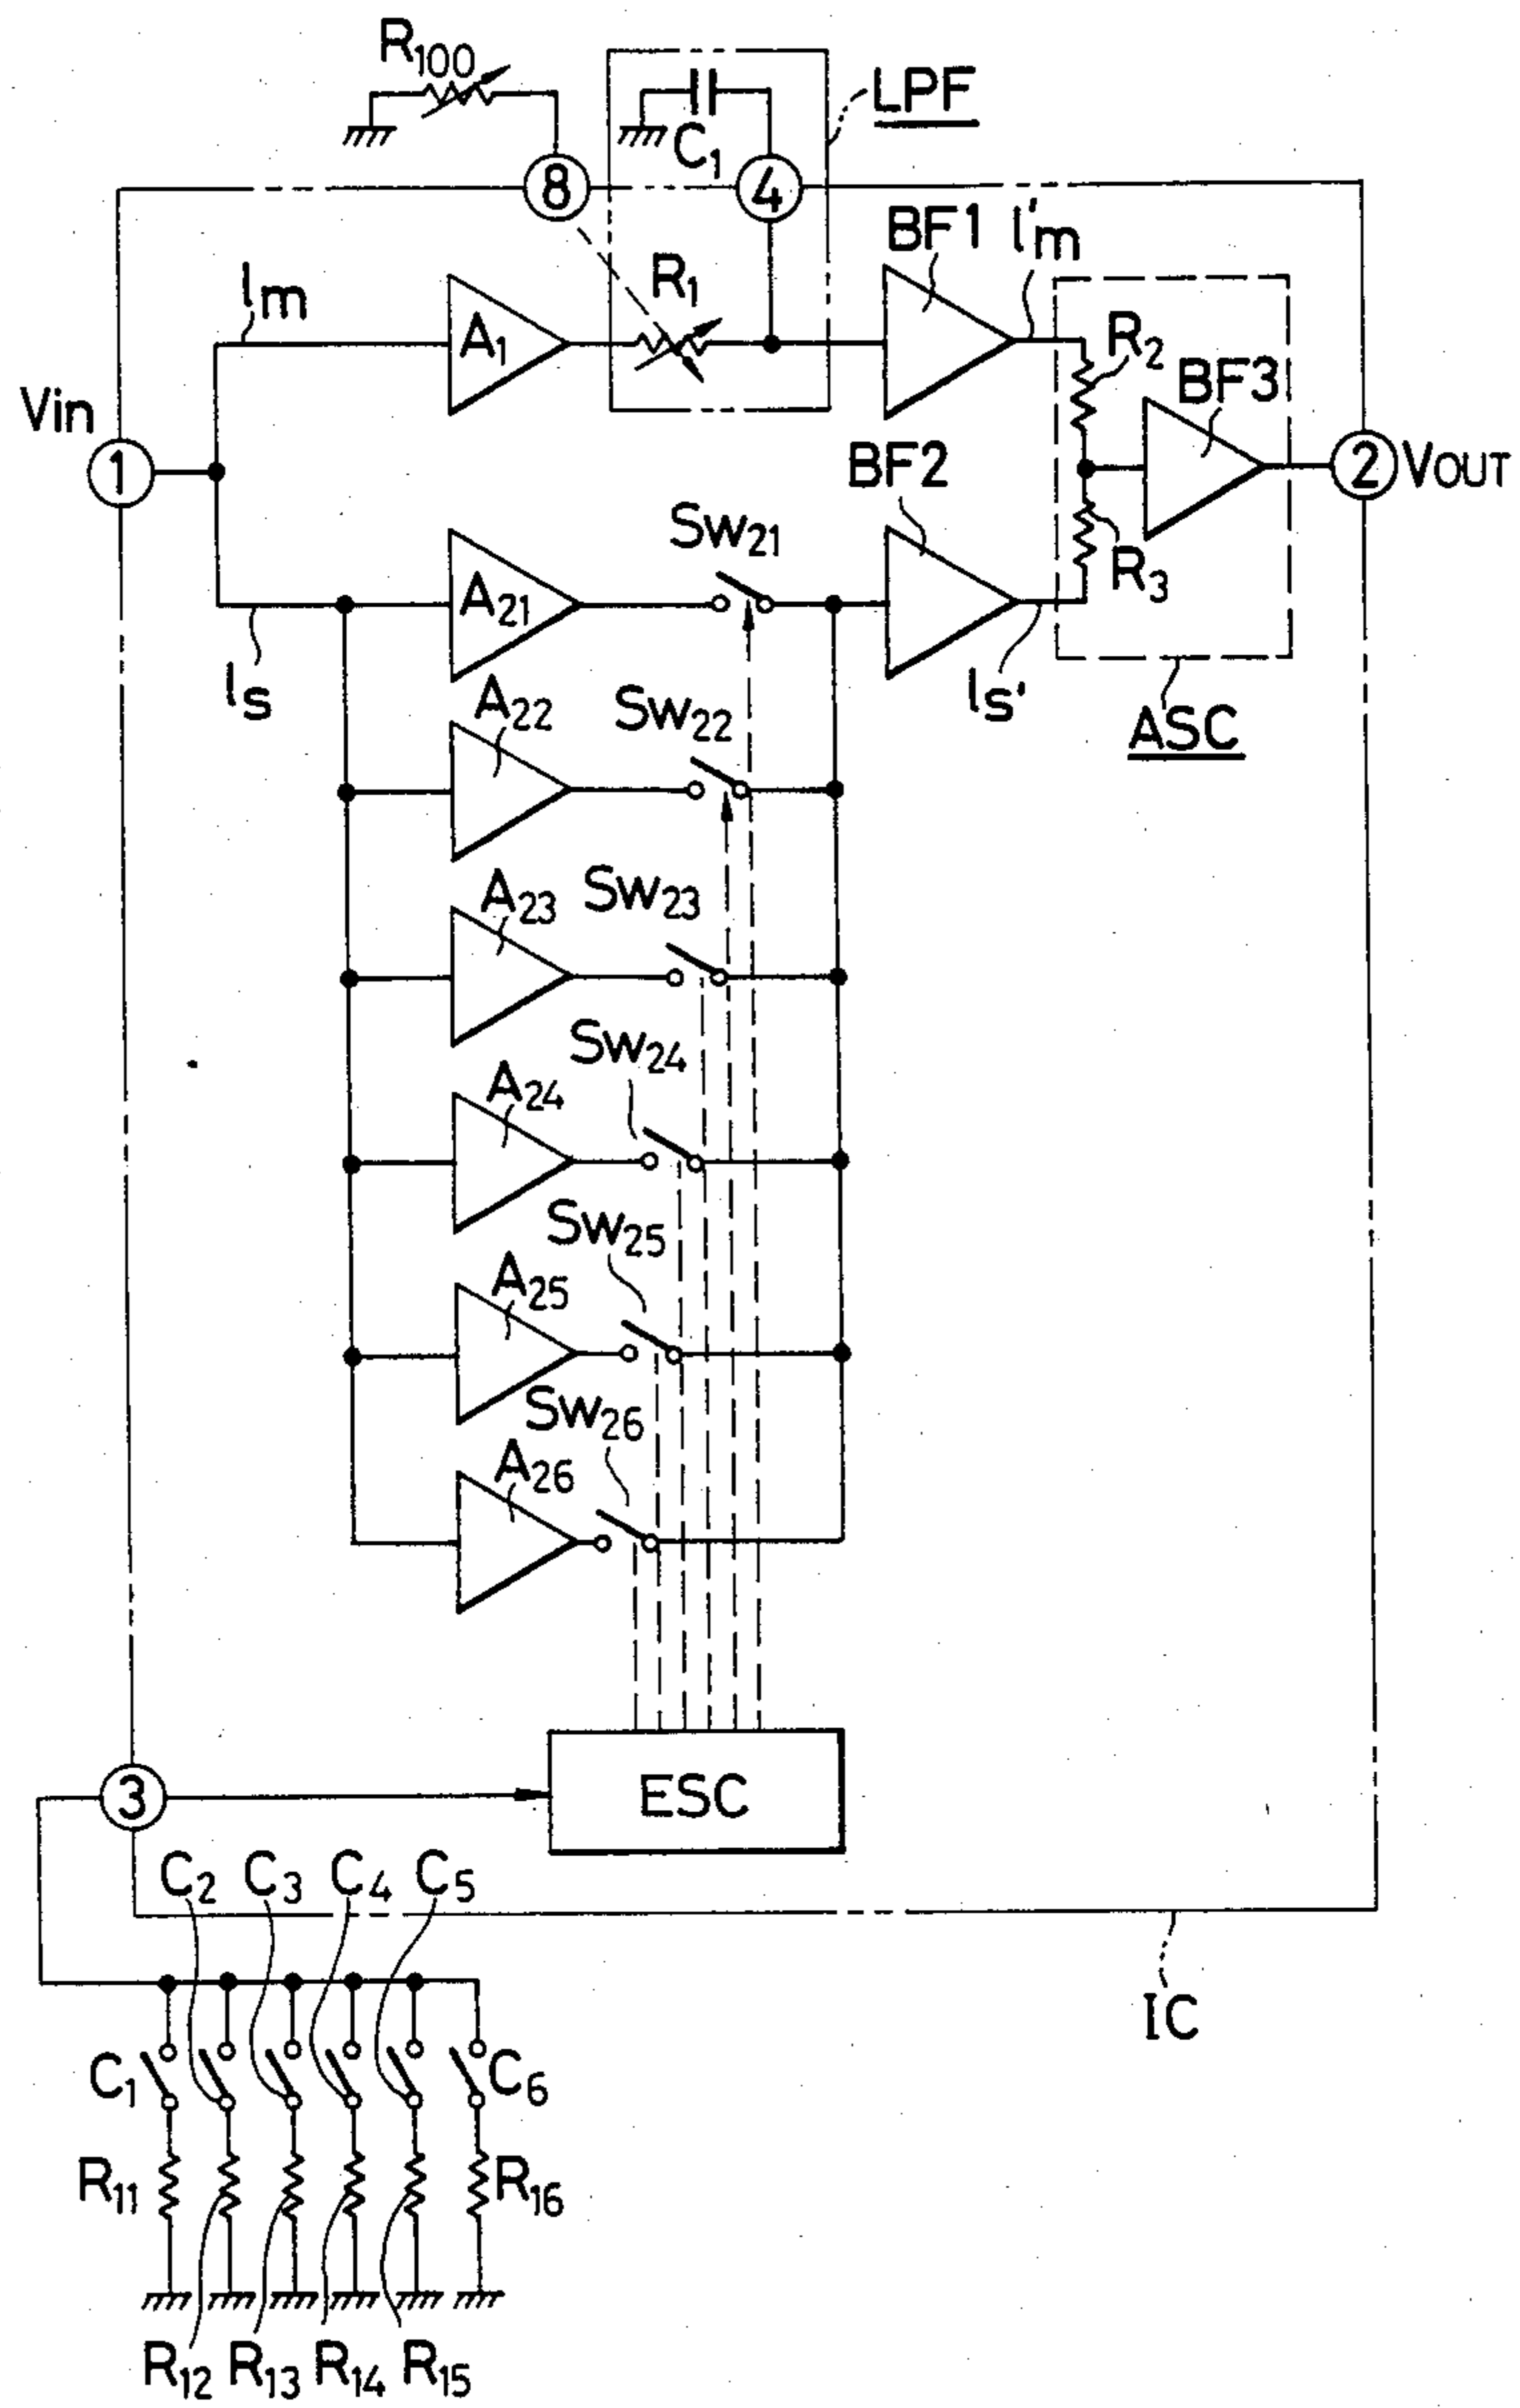 R100
LPF
C1
8
4
BF1
l'm
lm
R1
A1
R2
BF3
Vin
1
BF2
2
VOUT
SW21
A21
R3
ls
A22
SW22
ls'
ASC
A23
SW23
SW24
A24
SW25
A25
SW26
A26
3
ESC
C2
C3
C4
C5
IC
C1
C6
R11
R16
R12
R13
R14
R15